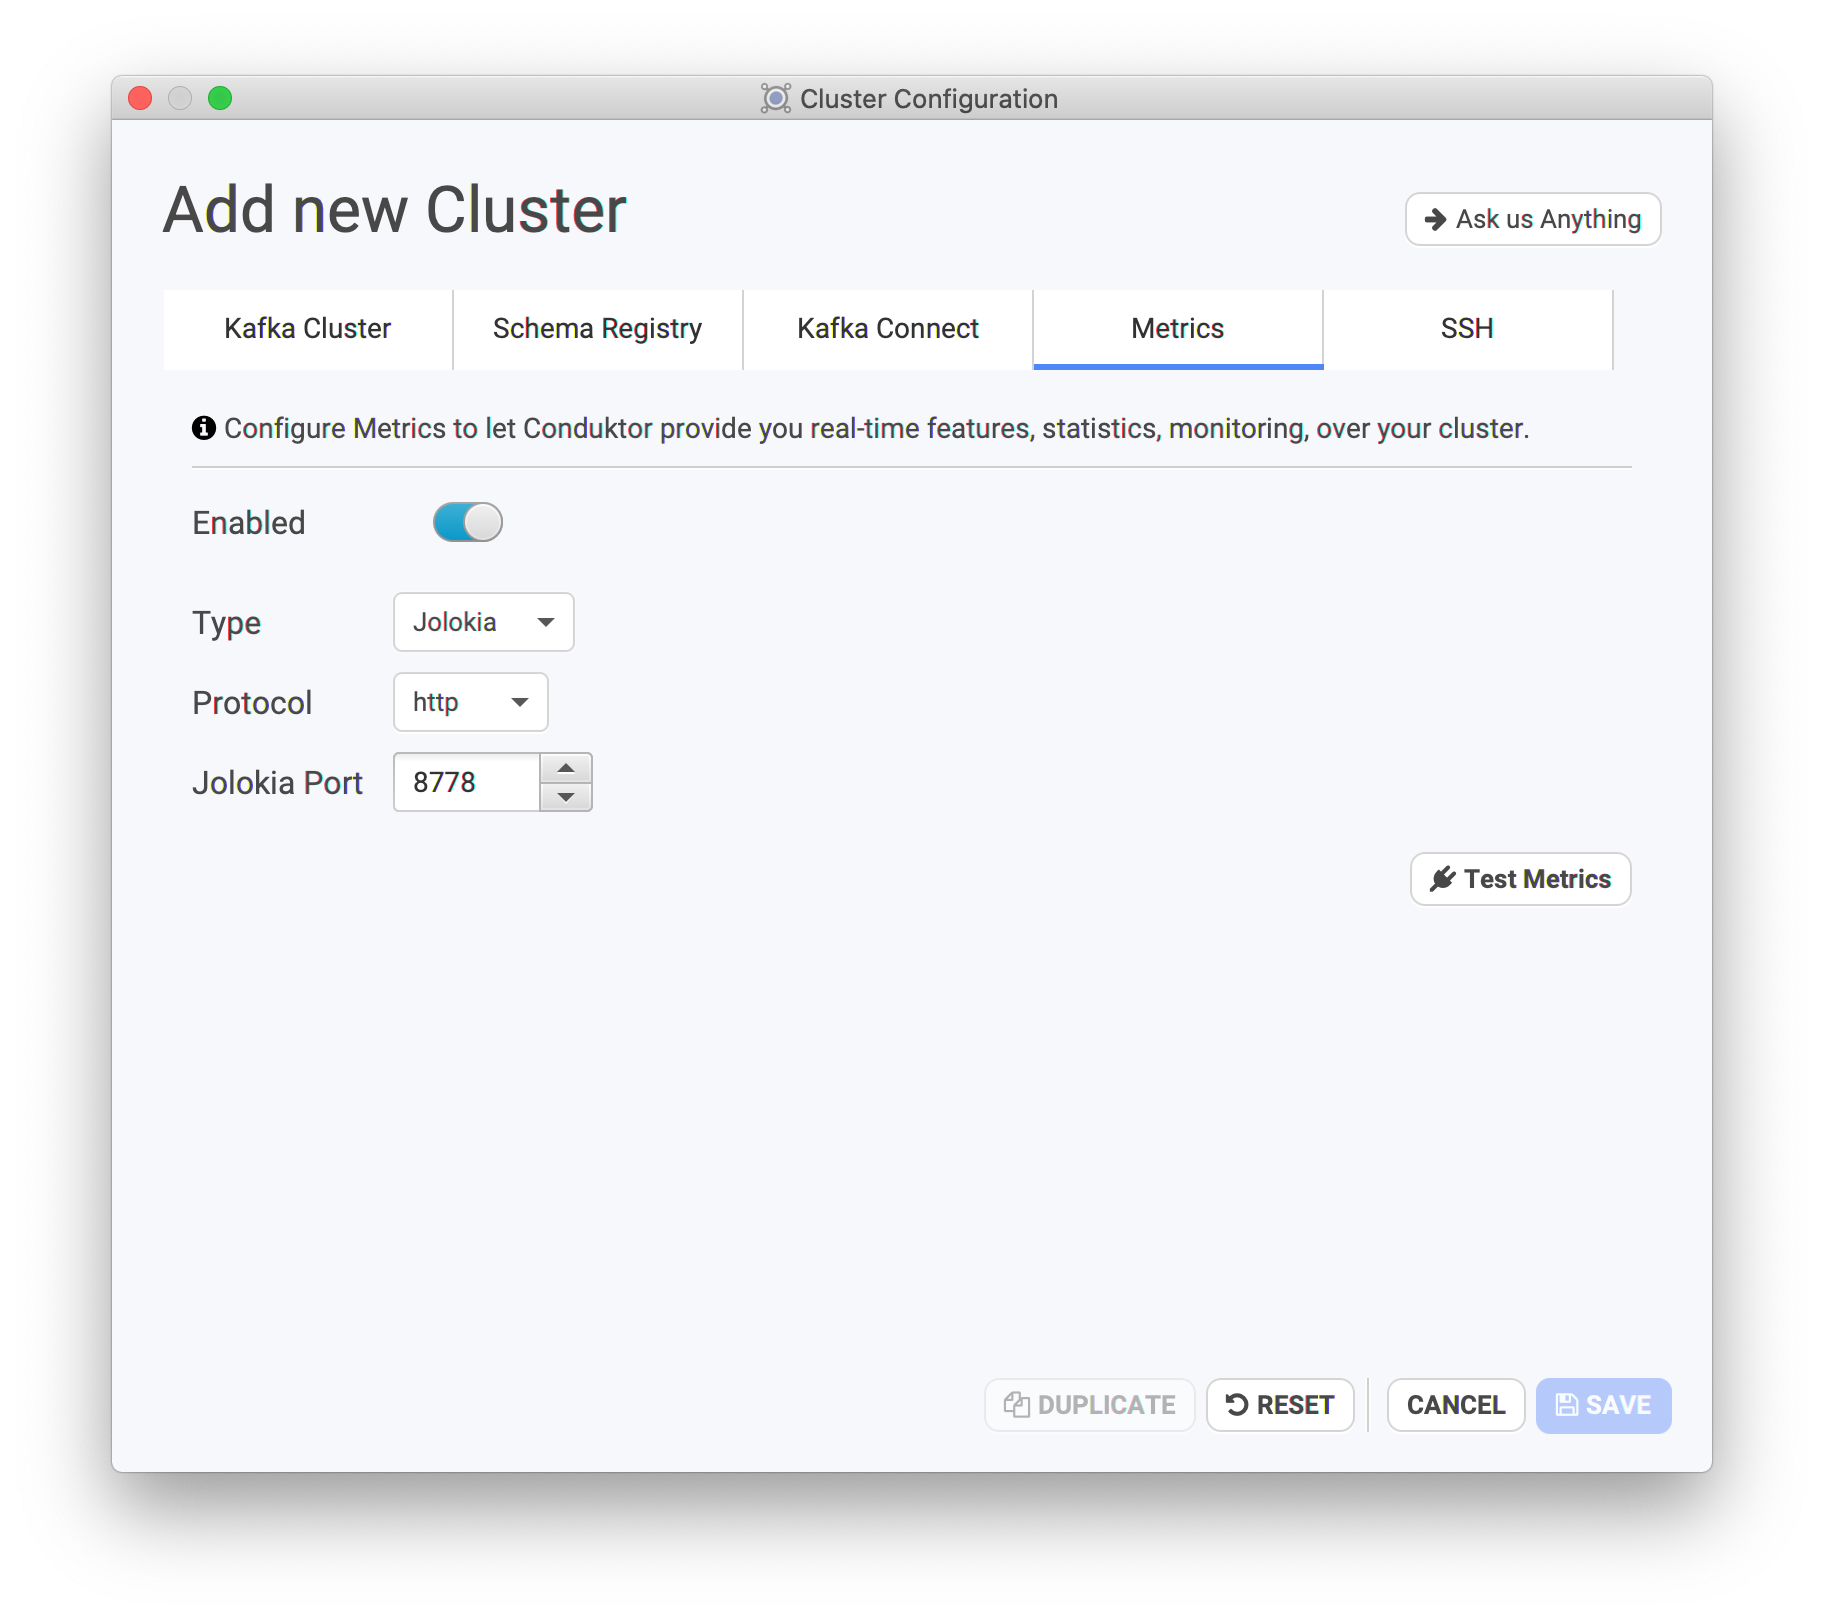 Cluster Configuration
Add new Cluster
Ask us Anything
Kafka Cluster
Schema Registry
Kafka Connect
Metrics
SSH
Configure Metrics to let Conduktor provide you real-time features, statistics, monitoring, over your cluster.
Enabled
Type
Jolokia
Protocol
http
Jolokia Port
8778
Test Metrics
DUPLICATE
RESET
CANCEL
SAVE